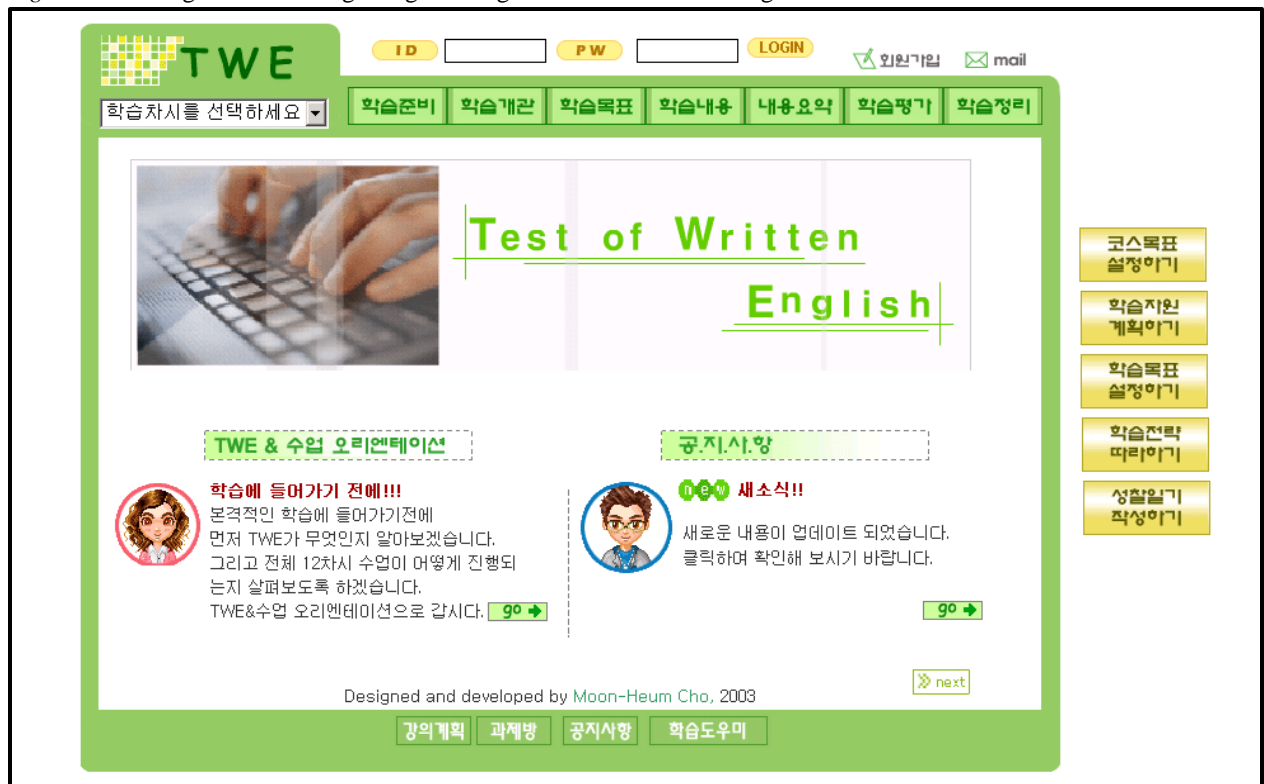 TWE
ID
PW
LOGIN
회원가입
mail
학습차시를 선택하세요
학습준비
학습개관
학습목표
학습내용
내용요약
학습평가
학습정리
Test of Written
English
코스목표
설정하기
학습자원
계획하기
학습목표
설정하기
학습전략
따라하기
성찰일기
작성하기
TWE & 수업 오리엔테이션
학습에 들어가기 전에!!!
본격적인 학습에 들어가기전에
먼저 TWE가 무엇인지 알아보겠습니다.
그리고 전체 12차시 수업이 어떻게 진행되
는지 살펴보도록 하겠습니다.
TWE&수업 오리엔테이션으로 갑시다.
go
공.지.사.항
new 새소식!!
새로운 내용이 업데이트 되었습니다.
클릭하여 확인해 보시기 바랍니다.
go
next
Designed and developed by Moon-Heum Cho, 2003
강의계획
과제방
공지사항
학습도우미